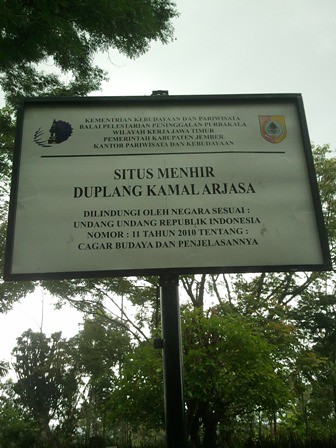 KEMENTRIAN KEBUDAYAAN DAN PARIWISATA
BALAI PELESTARIAN PENINGGALAN PURBAKALA
WILAYAH KERJA JAWA TIMUR
PEMERINTAH KABUPATEN JEMBER
KANTOR PARIWISATA DAN KEBUDAYAAN
SITUS MENHIR
DUPLANG KAMAL ARJASA
DILINDUNGI OLEH NEGARA SESUAI :
UNDANG UNDANG REPUBLIK INDONESIA
NOMOR : 11 TAHUN 2010 TENTANG :
CAGAR BUDAYA DAN PENJELASANNYA